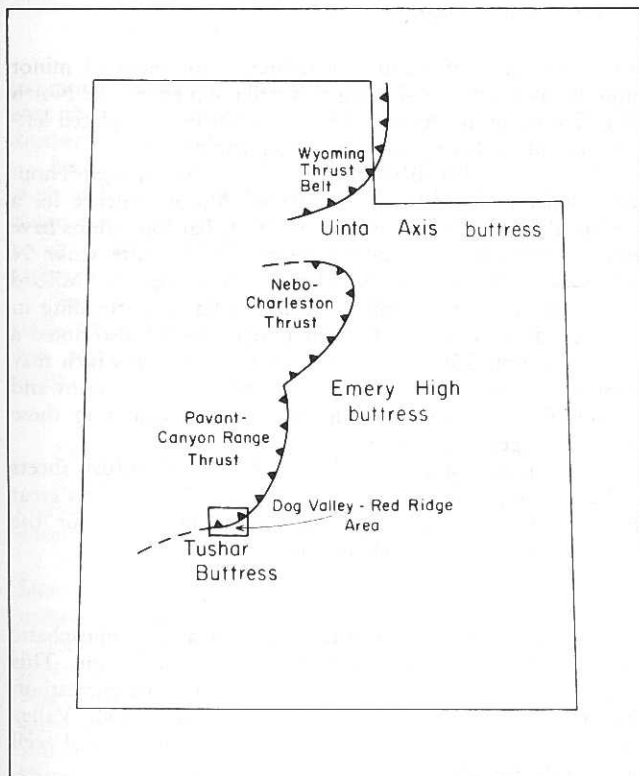 Wyoming
Thrust
Belt
Uinta Axis buttress
Nebo-
Charleston
Thrust
Emery High
buttress
Pavant-
Canyon Range
Thrust
Dog Valley - Red Ridge
Area
Tushar
Buttress